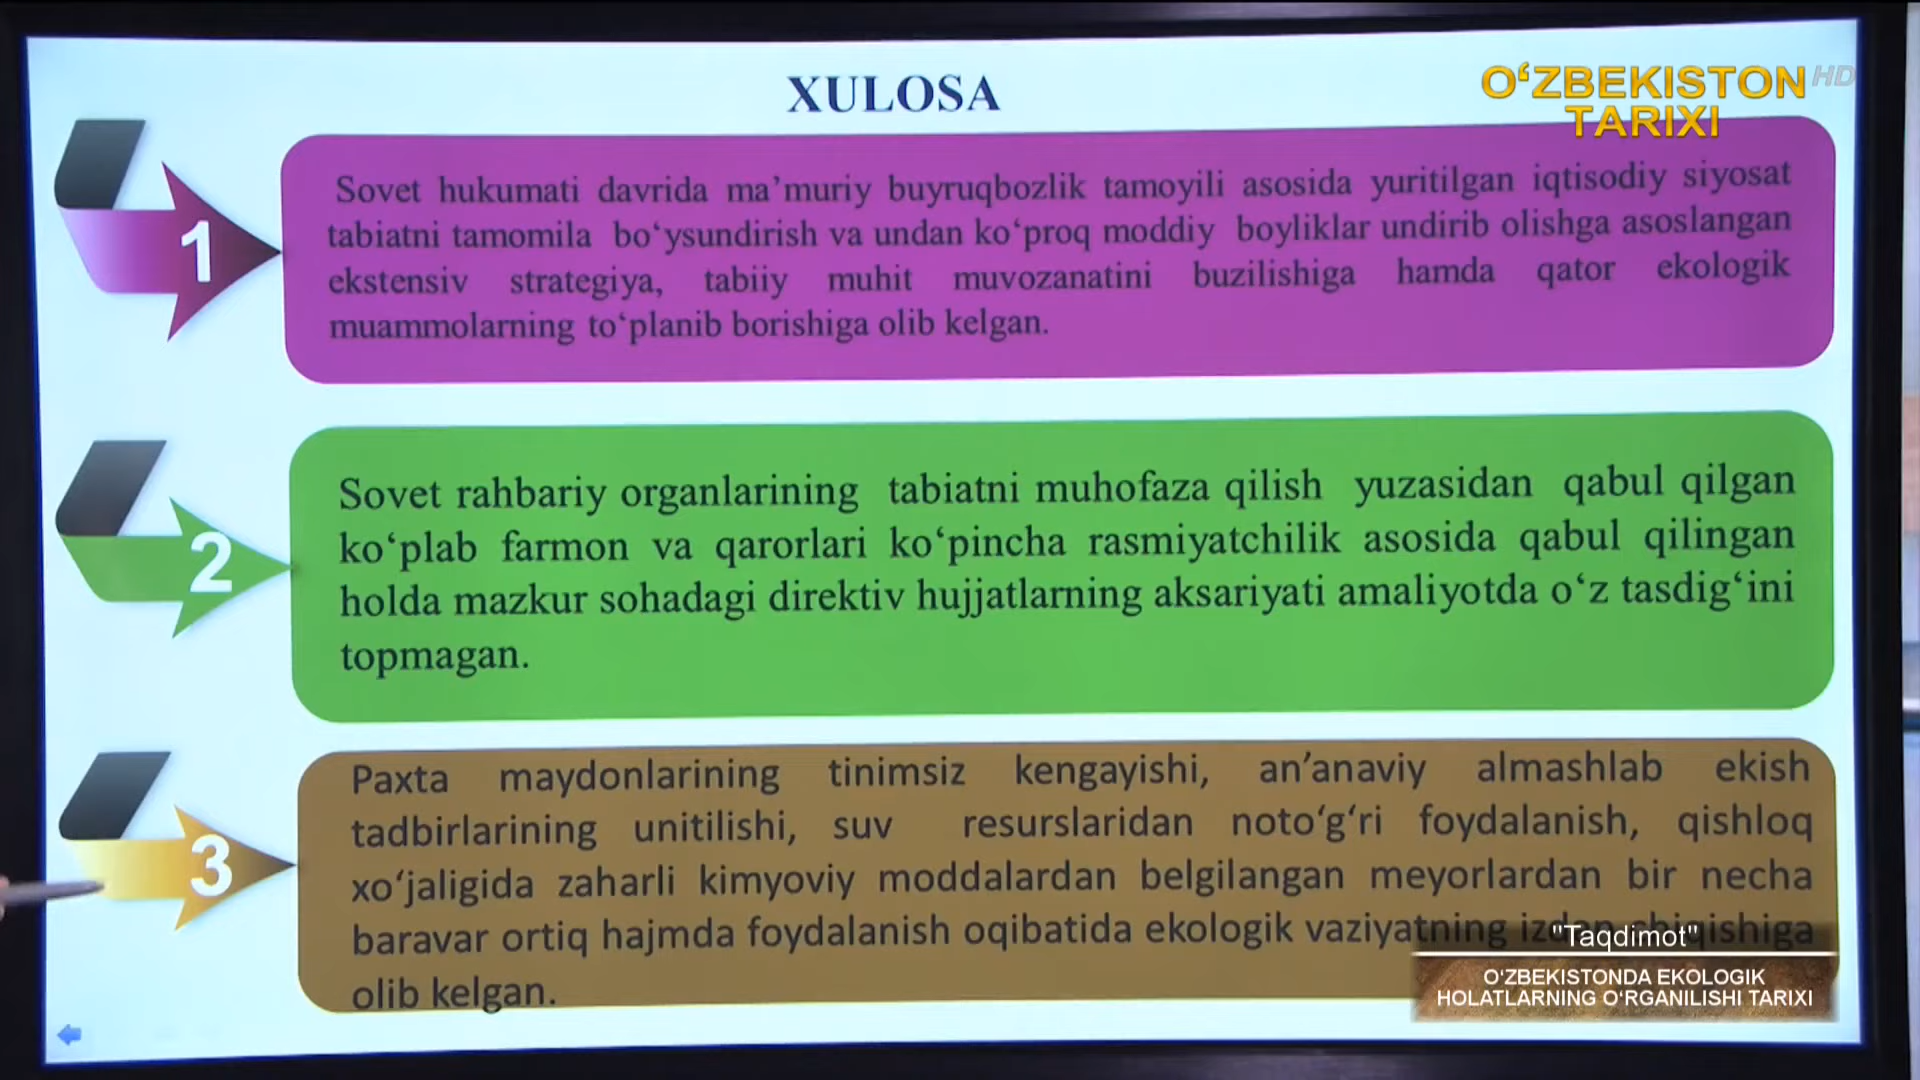 XULOSA
O‘ZBEKISTON HD
TARIXI
1
Sovet hukumati davrida ma’muriy buyruqbozlik tamoyili asosida yuritilgan iqtisodiy siyosat
tabiatni tamomila bo‘ysundirish va undan ko‘proq moddiy boyliklar undirib olishga asoslangan
ekstensiv strategiya, tabiiy muhit muvozanatini buzilishiga hamda qator ekologik
muammolarning to‘planib borishiga olib kelgan.
2
Sovet rahbariy organlarining tabiatni muhofaza qilish yuzasidan qabul qilgan
ko‘plab farmon va qarorlari ko‘pincha rasmiyatchilik asosida qabul qilingan
holda mazkur sohadagi direktiv hujjatlarning aksariyati amaliyotda o‘z tasdig‘ini
topmagan.
3
Paxta maydonlarining tinimsiz kengayishi, an’anaviy almashlab ekish
tadbirlarining unitilishi, suv resurslaridan noto‘g‘ri foydalanish, qishloq
xo‘jaligida zaharli kimyoviy moddalardan belgilangan meyorlardan bir necha
baravar ortiq hajmda foydalanish oqibatida ekologik vaziyatning izdan chiqishiga
olib kelgan.
"Taqdimot"
O‘ZBEKISTONDA EKOLOGIK
HOLATLARNING O‘RGANILISHI TARIXI